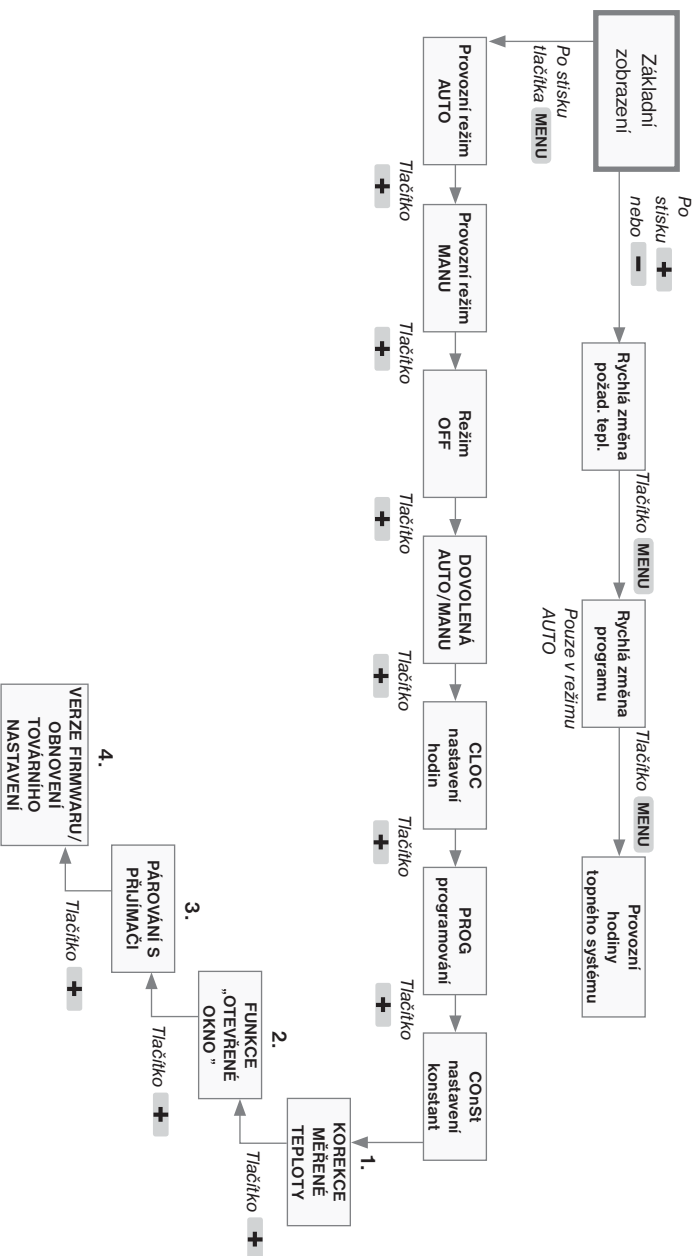 Základní
zobrazení
Po
stisku +
nebo −
Rychlá změna
požad. tepl.
Tlačítko MENU
Rychlá změna
programu
Pouze v režimu
AUTO
Tlačítko MENU
Provozní
hodiny
topného systému
Po stisku
tlačítka MENU
Provozní režim
AUTO
Tlačítko
+
Provozní režim
MANU
Tlačítko
+
Režim
OFF
Tlačítko
+
DOVOLENÁ
AUTO/MANU
Tlačítko
+
CLOC
nastavení
hodin
Tlačítko
+
PROG
programování
Tlačítko
+
COnSt
nastavení
konstant
1.
KOREKCE
MĚŘENÉ
TEPLOTY
Tlačítko +
2.
FUNKCE
„OTEVŘENÉ
OKNO”
Tlačítko +
3.
PÁROVÁNÍ S
PŘIJÍMAČI
Tlačítko +
4.
VERZE FIRMWARU/
OBNOVENÍ
TOVÁRNÍHO
NASTAVENÍ